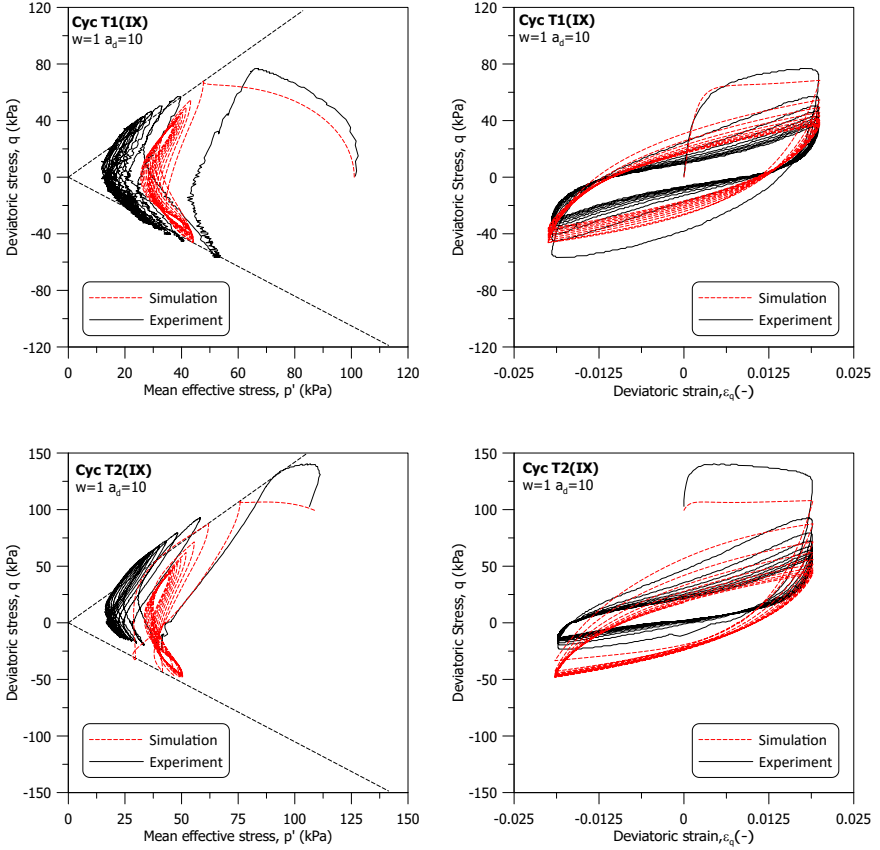 Cyc T1(IX)
w=1 a_d=10
120
80
40
0
-40
-80
-120
Deviatoric stress, q (kPa)
Simulation
Experiment
0 20 40 60 80 100 120
Mean effective stress, p' (kPa)
Cyc T1(IX)
w=1 a_d=10
120
80
40
0
-40
-80
-120
Deviatoric Stress, q (kPa)
Simulation
Experiment
-0.025 -0.0125 0 0.0125 0.025
Deviatoric strain,ε_q(-)
Cyc T2(IX)
w=1 a_d=10
150
100
50
0
-50
-100
-150
Deviatoric stress, q (kPa)
Simulation
Experiment
0 25 50 75 100 125 150
Mean effective stress, p' (kPa)
Cyc T2(IX)
w=1 a_d=10
150
100
50
0
-50
-100
-150
Deviatoric Stress, q (kPa)
Simulation
Experiment
-0.025 -0.0125 0 0.0125 0.025
Deviatoric strain,ε_q(-)